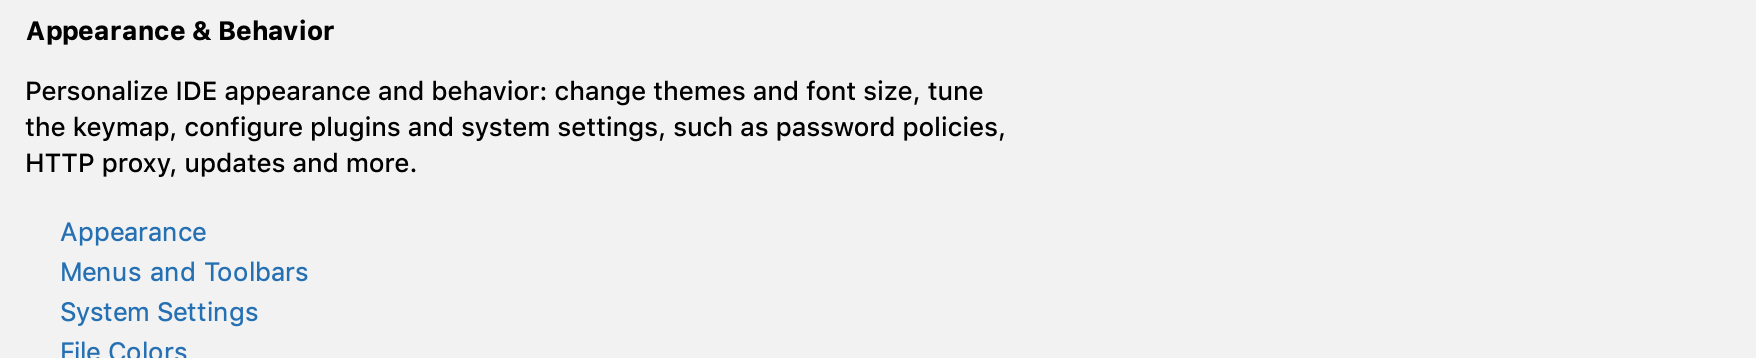 Appearance & Behavior
Personalize IDE appearance and behavior: change themes and font size, tune
the keymap, configure plugins and system settings, such as password policies,
HTTP proxy, updates and more.
Appearance
Menus and Toolbars
System Settings
File Colors